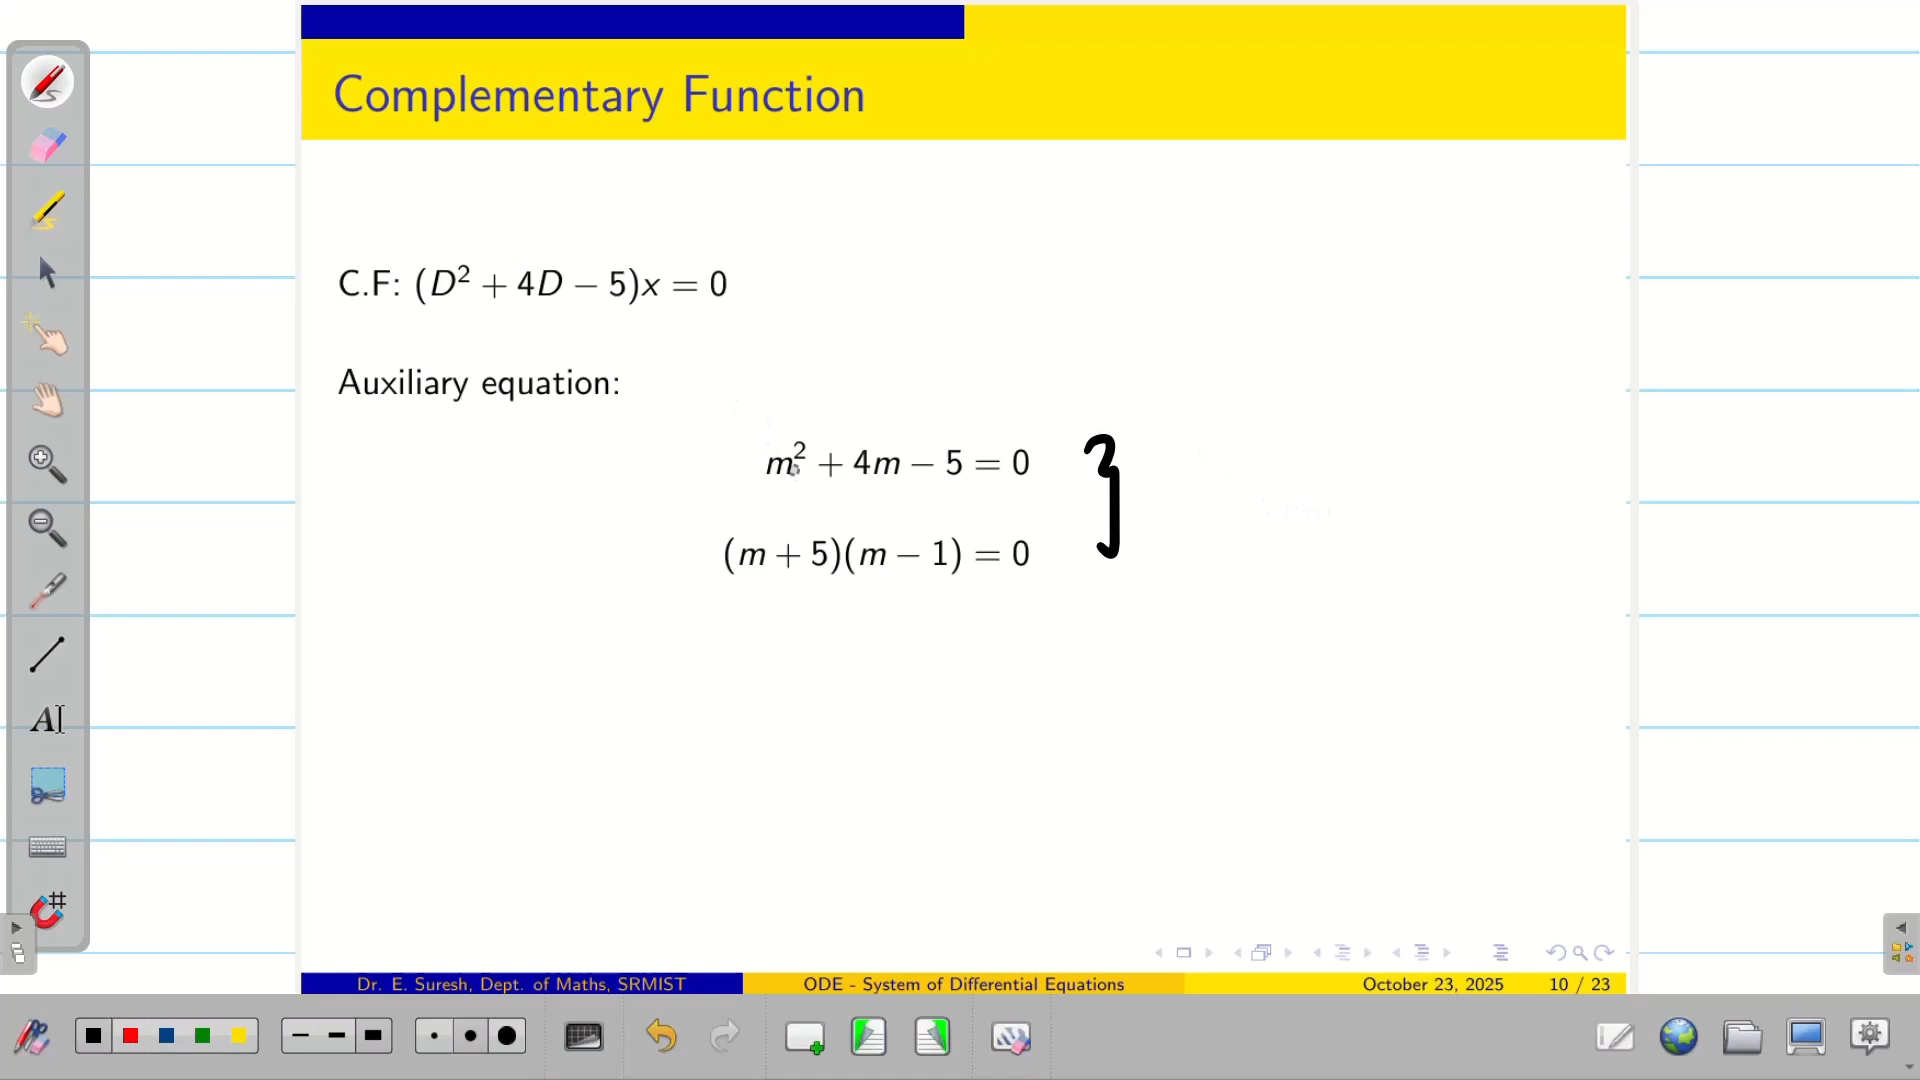 Complementary Function
C.F: (D² + 4D − 5)x = 0
Auxiliary equation:
m² + 4m − 5 = 0
(m + 5)(m − 1) = 0
}
Dr. E. Suresh, Dept. of Maths, SRMIST ODE - System of Differential Equations October 23, 2025 10 / 23